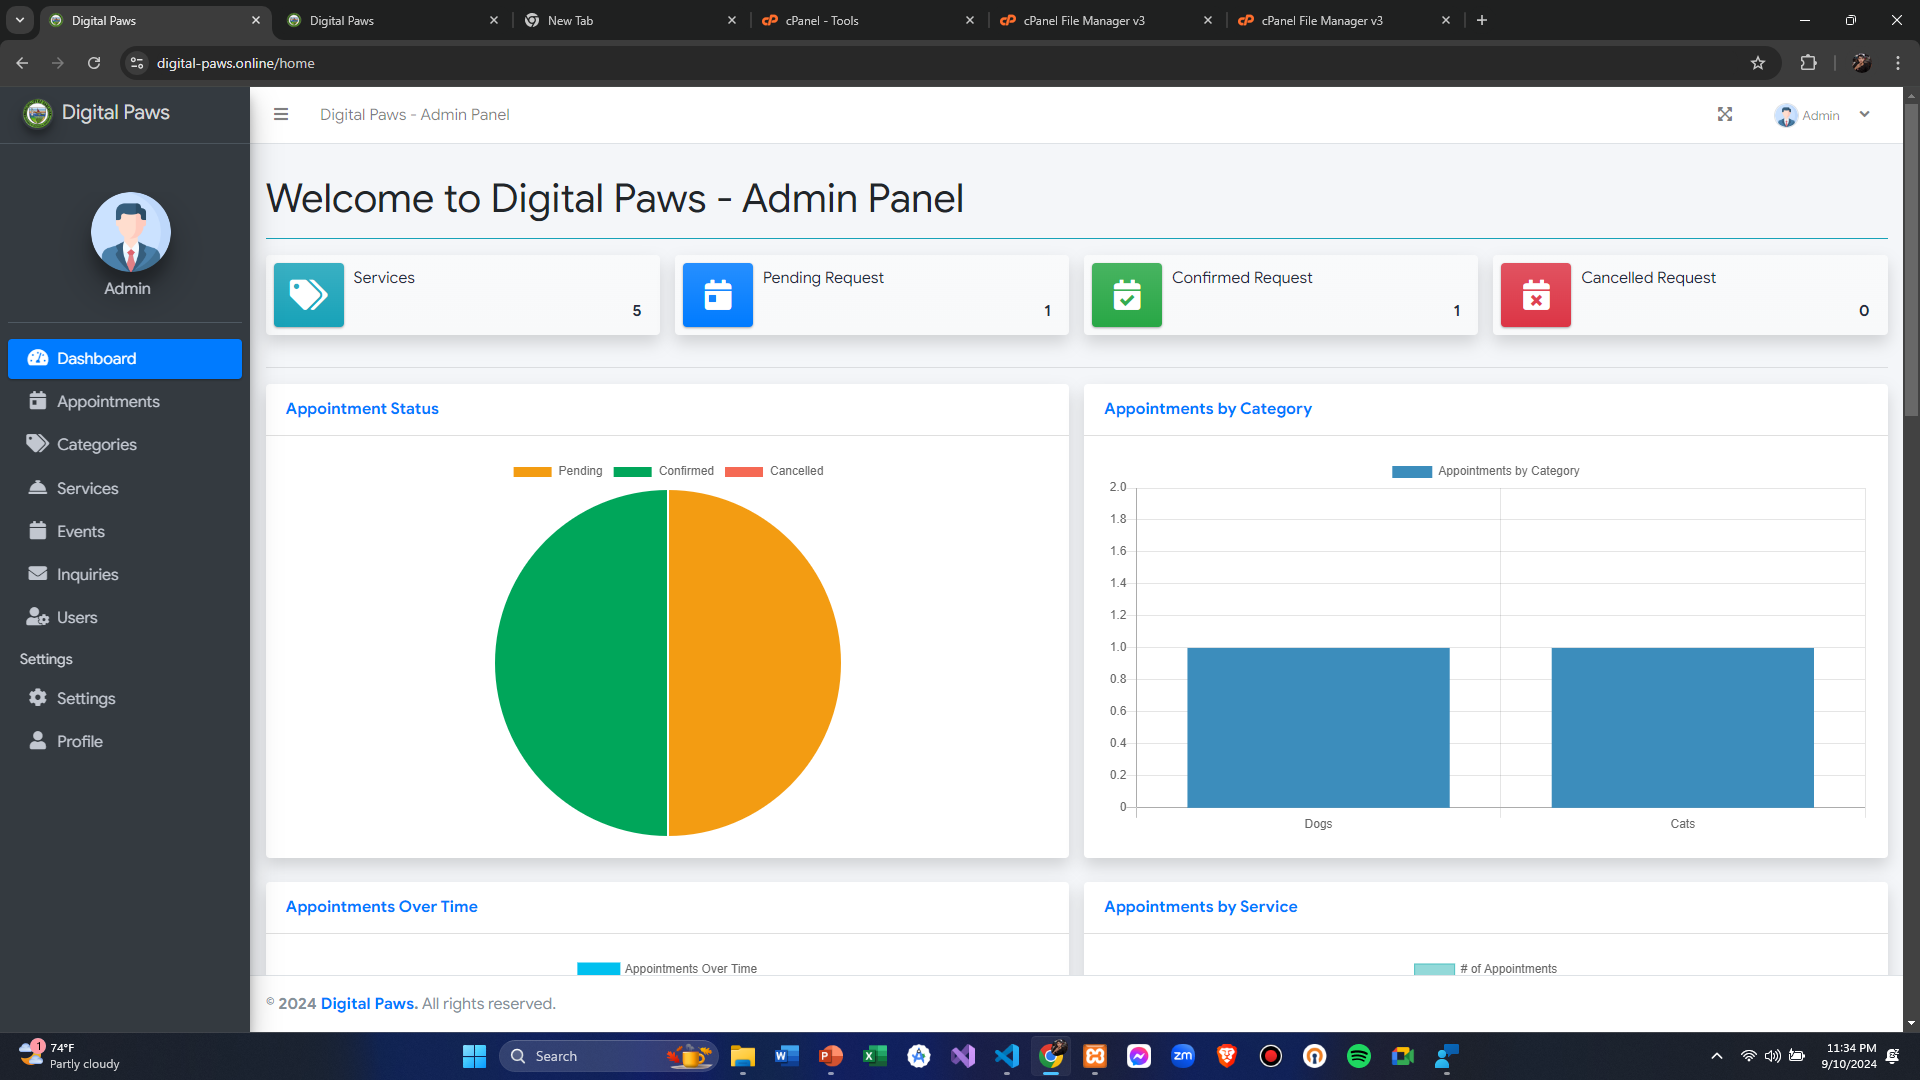 Digital Paws
Digital Paws
New Tab
cPanel - Tools
cPanel File Manager v3
cPanel File Manager v3
digital-paws.online/home
Digital Paws
Digital Paws - Admin Panel
Admin
Admin
Dashboard
Appointments
Categories
Services
Events
Inquiries
Users
Settings
Settings
Profile
Welcome to Digital Paws - Admin Panel
Services
5
Pending Request
1
Confirmed Request
1
Cancelled Request
0
Appointment Status
Pending
Confirmed
Cancelled
Appointments by Category
Appointments by Category
2.0
1.8
1.6
1.4
1.2
1.0
0.8
0.6
0.4
0.2
0
Dogs
Cats
Appointments Over Time
Appointments Over Time
Appointments by Service
# of Appointments
© 2024 Digital Paws. All rights reserved.
1
74°F
Partly cloudy
Search
zm
11:34 PM
9/10/2024